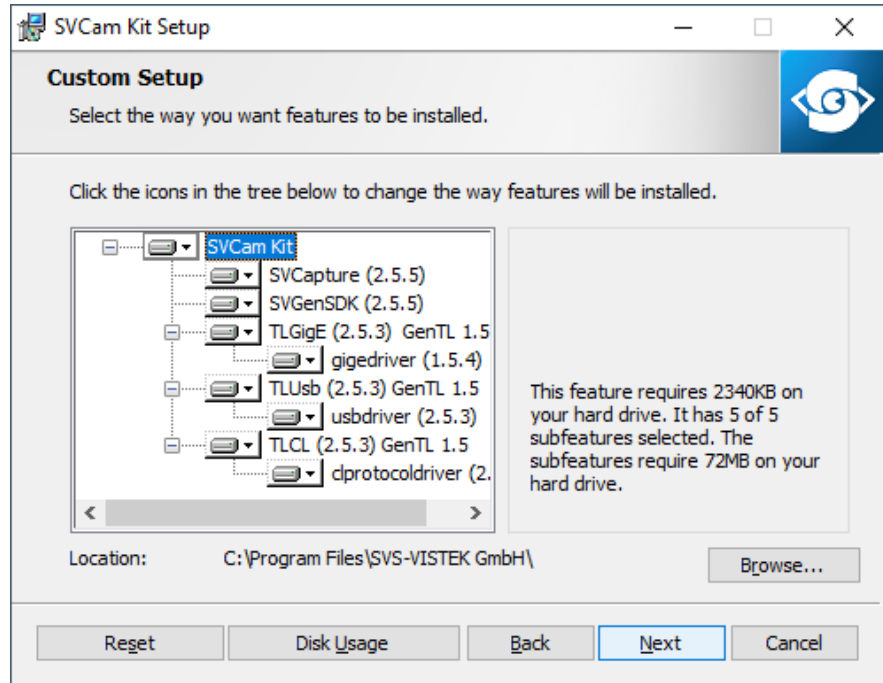 SVCam Kit Setup
Custom Setup
Select the way you want features to be installed.
Click the icons in the tree below to change the way features will be installed.
SVCam Kit
SVCapture (2.5.5)
SVGenSDK (2.5.5)
TLGigE (2.5.3)  GenTL 1.5
gigedriver (1.5.4)
TLUsb (2.5.3) GenTL 1.5
usbdriver (2.5.3)
TLCL (2.5.3) GenTL 1.5
clprotocoldriver (2.
This feature requires 2340KB on
your hard drive. It has 5 of 5
subfeatures selected. The
subfeatures require 72MB on your
hard drive.
Location: C:\Program Files\SVS-VISTEK GmbH\
Browse...
Reset Disk Usage Back Next Cancel